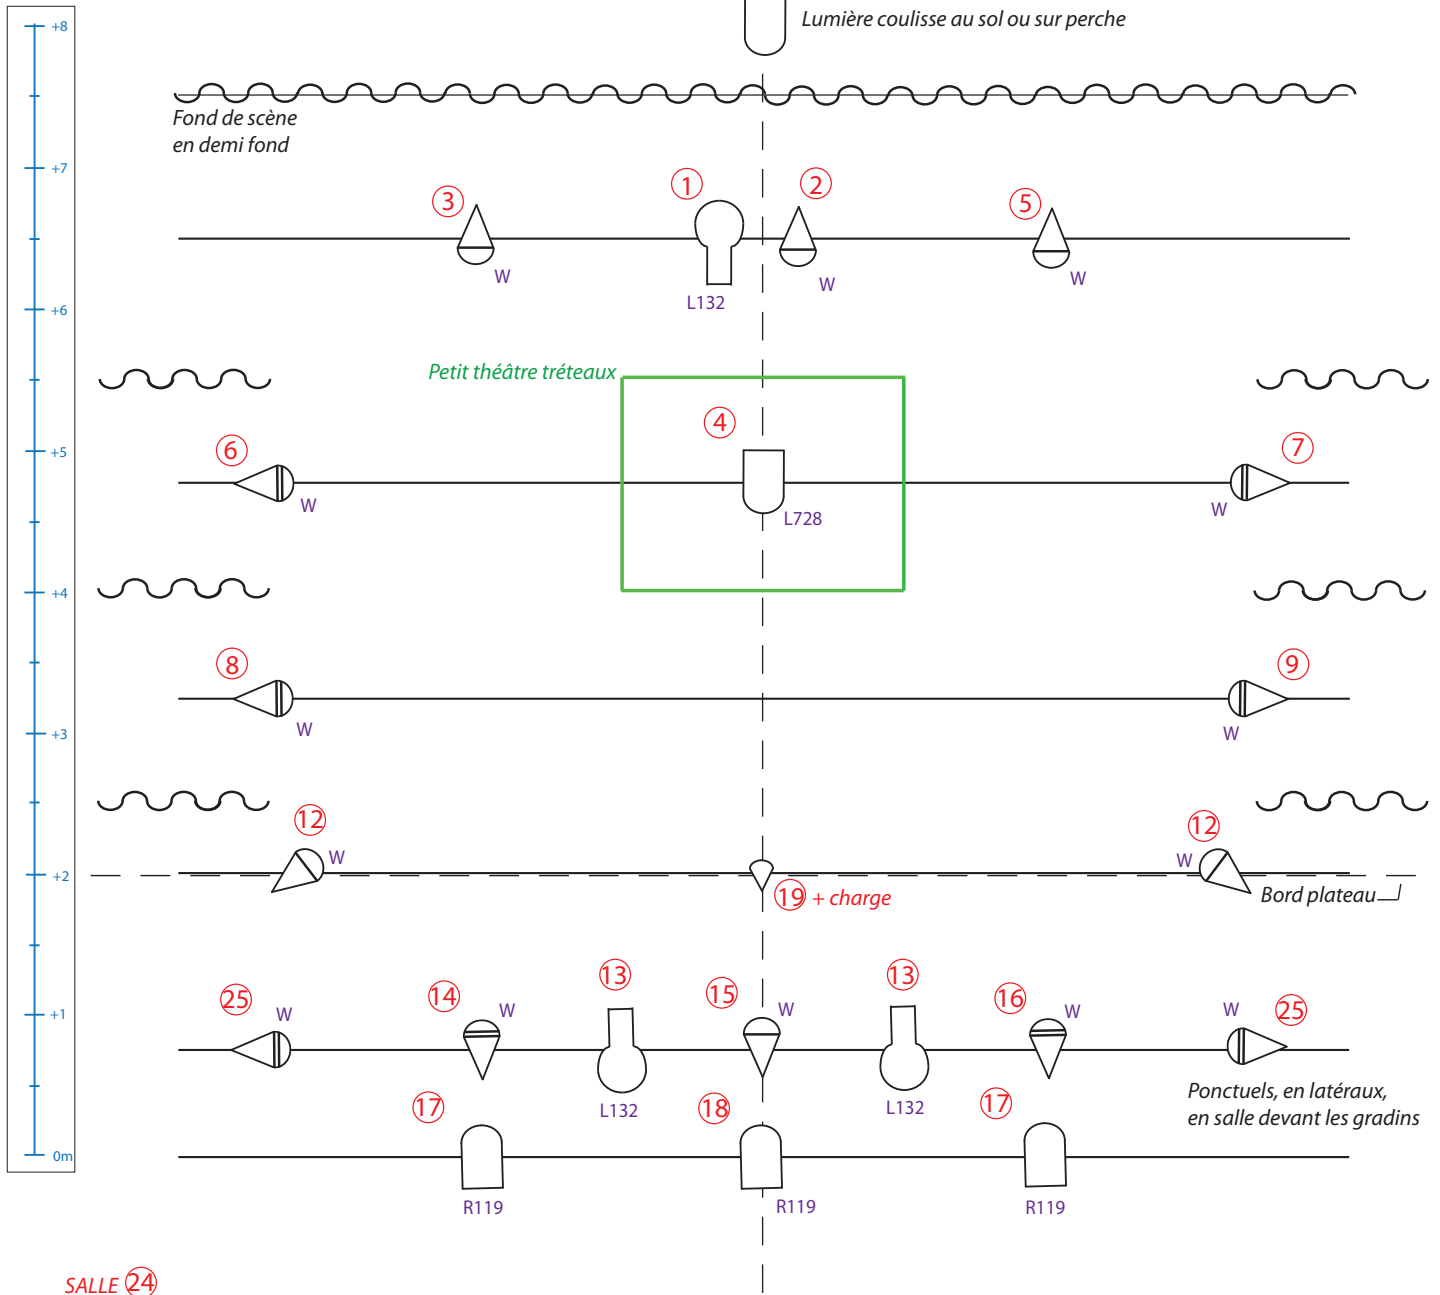 +8
Lumière coulisse au sol ou sur perche
Fond de scène
en demi fond
+7
3
1
2
5
W
L132
W
W
+6
Petit théâtre tréteaux
4
+5
6
7
W
L728
W
+4
8
9
W
W
+3
12
12
W
W
+2
19 + charge
Bord plateau
25
14
13
15
13
16
25
W
W
W
W
W
+1
L132
L132
Ponctuels, en latéraux,
en salle devant les gradins
17
18
17
0m
R119
R119
R119
SALLE 24